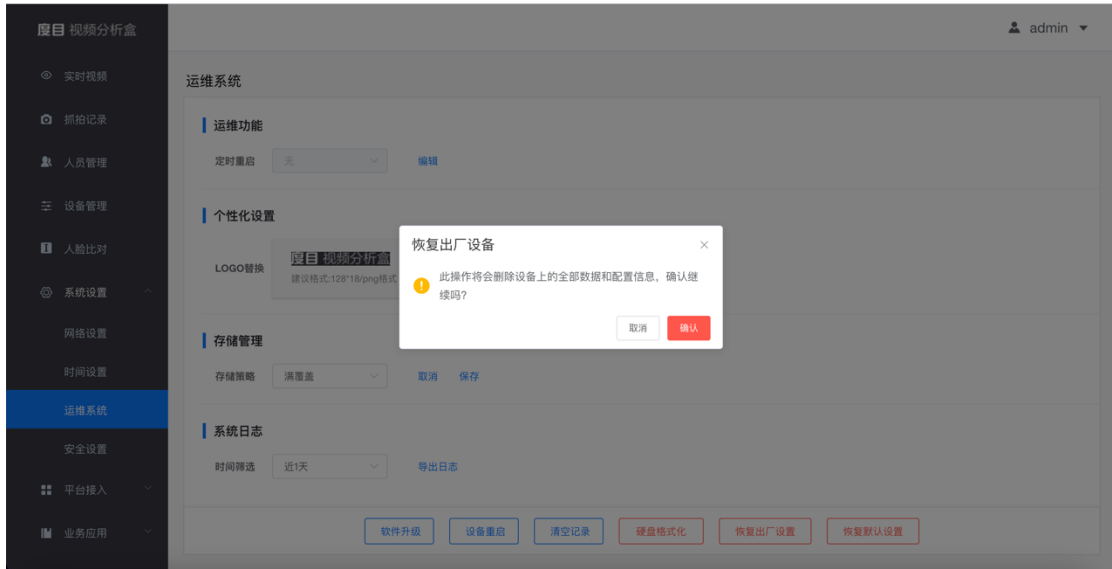 度目 视频分析盒
admin
实时视频
抓拍记录
人员管理
设备管理
人脸比对
系统设置
网络设置
时间设置
运维系统
安全设置
平台接入
业务应用
运维系统
运维功能
定时重启 无 编辑
个性化设置
LOGO替换 度目 视频分析盒
建议格式:128*18/png格式
恢复出厂设备
此操作将会删除设备上的全部数据和配置信息，确认继
续吗?
取消 确认
存储管理
存储策略 满覆盖 取消 保存
系统日志
时间筛选 近1天 导出日志
软件升级 设备重启 清空记录 硬盘格式化 恢复出厂设置 恢复默认设置